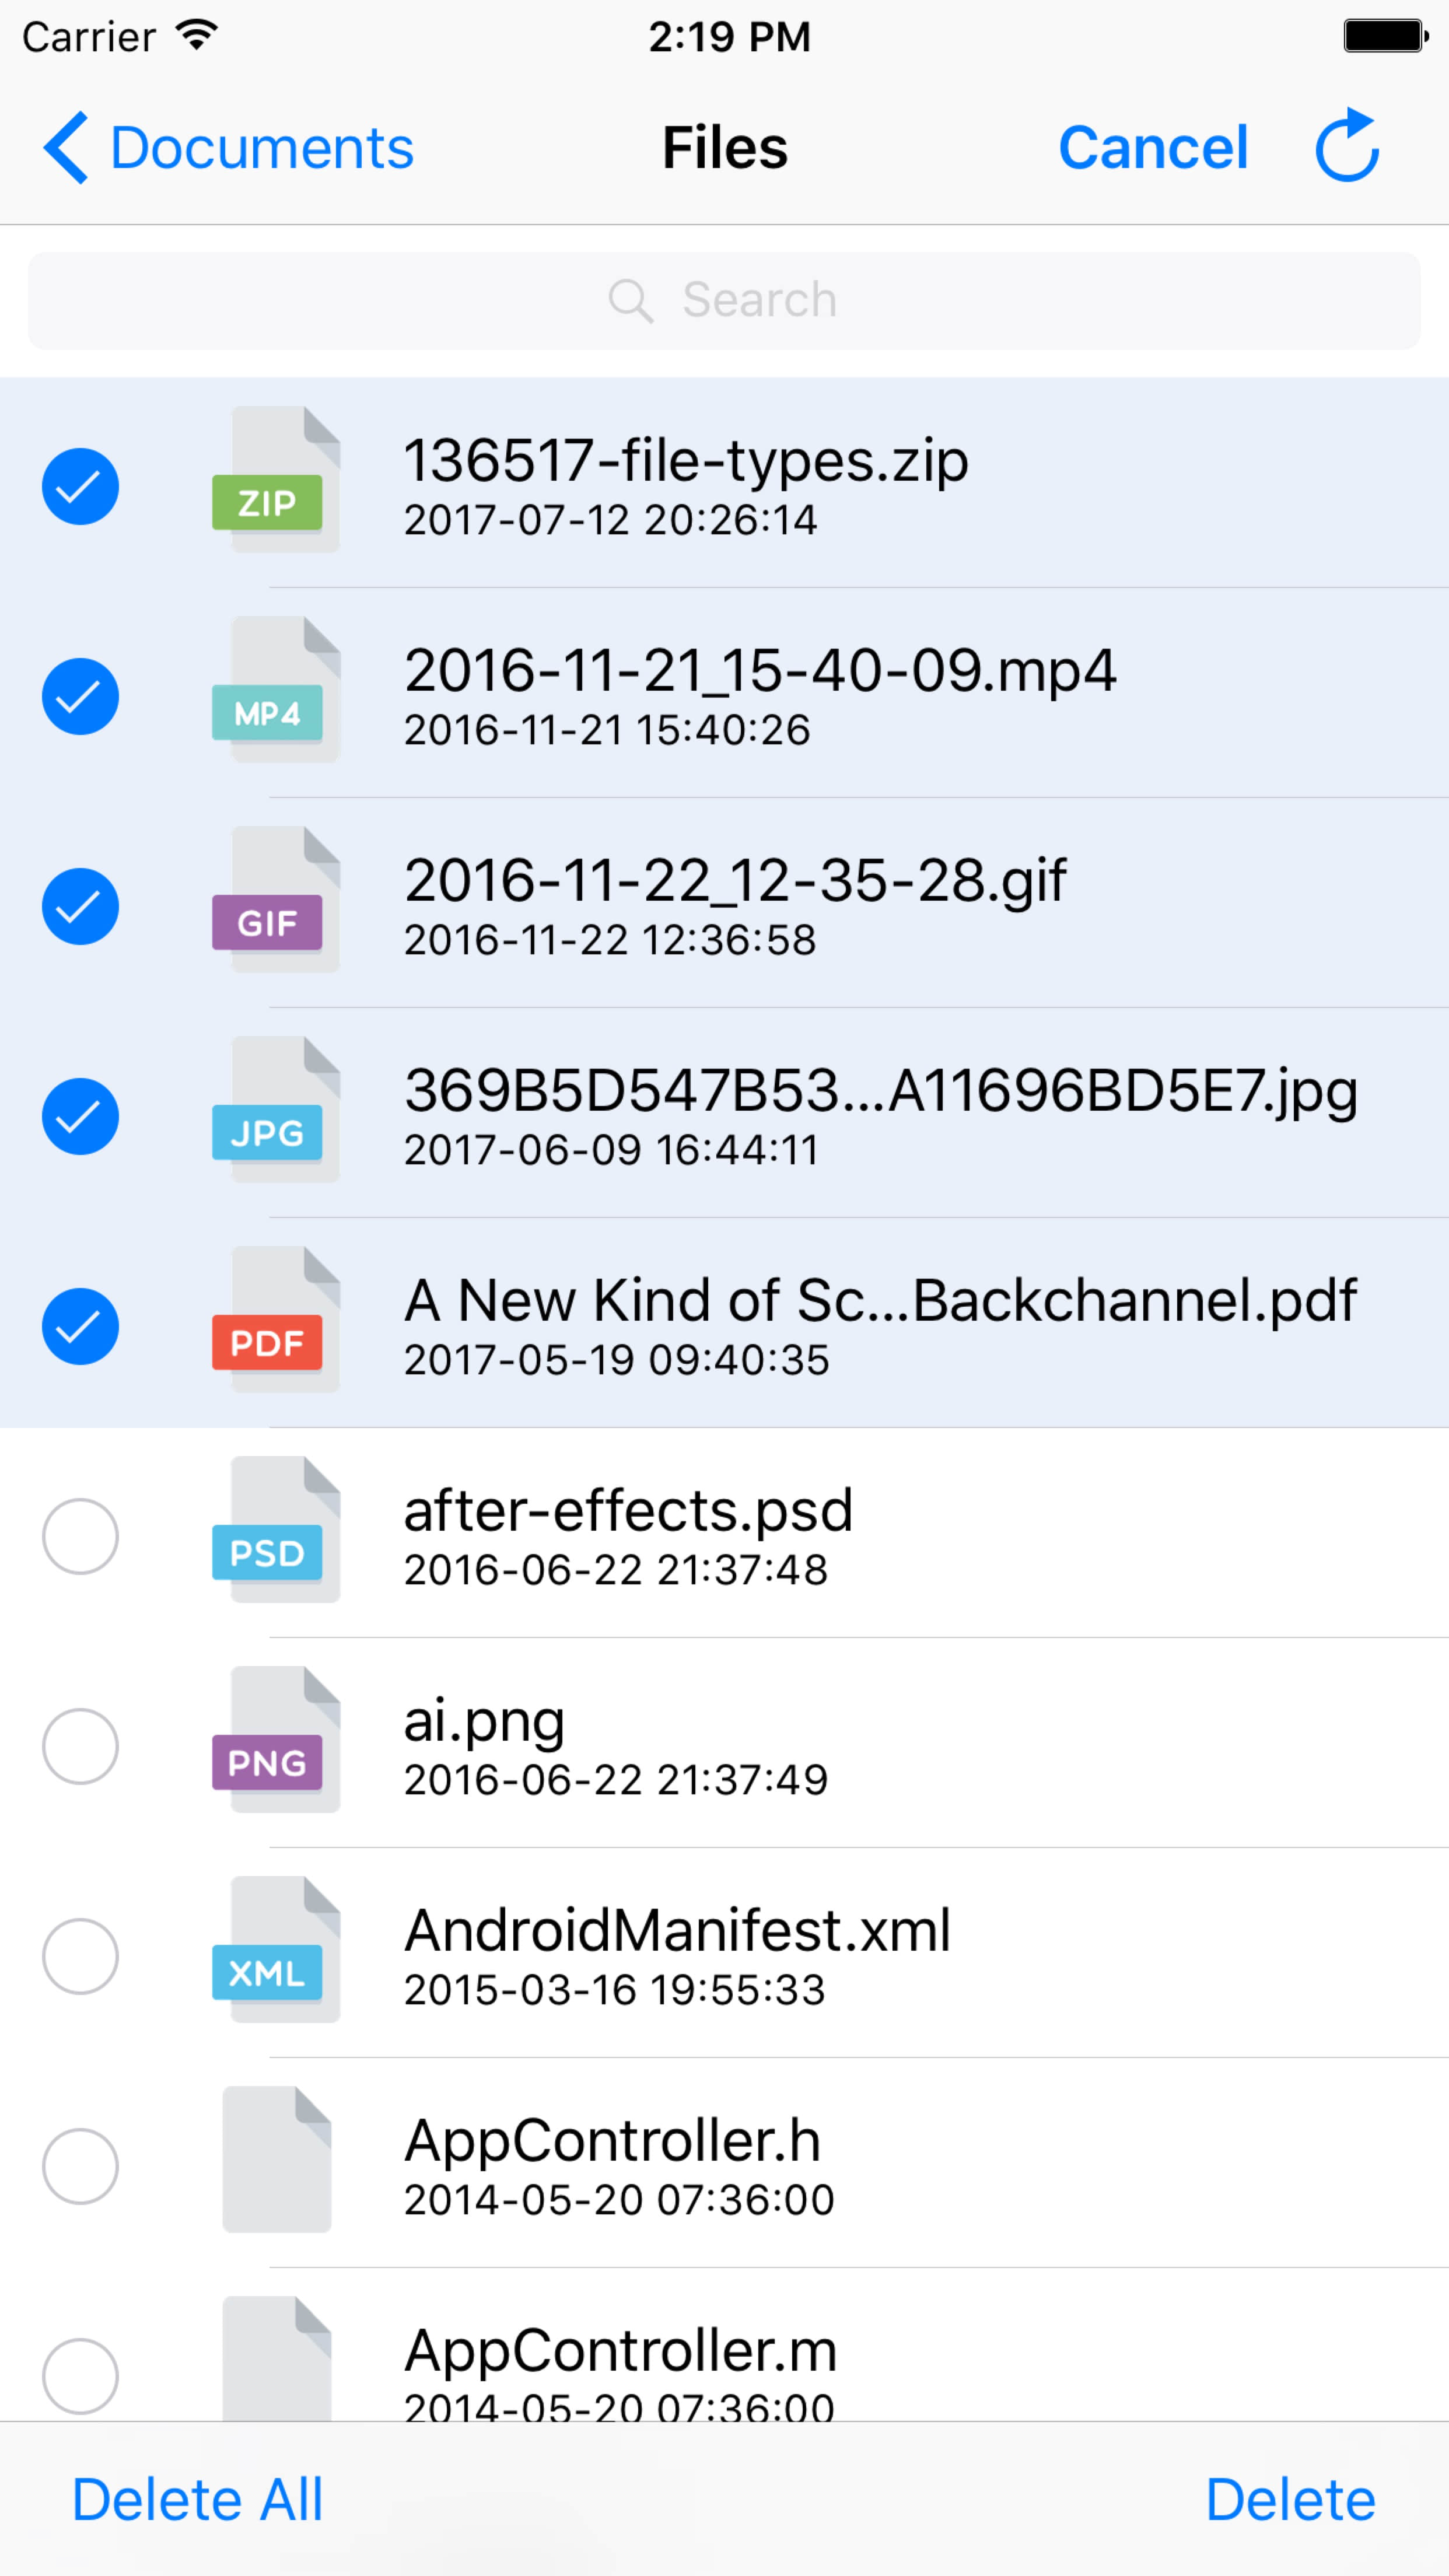 Carrier 2:19 PM
Documents Files Cancel
Search
ZIP 136517-file-types.zip
2017-07-12 20:26:14
MP4 2016-11-21_15-40-09.mp4
2016-11-21 15:40:26
GIF 2016-11-22_12-35-28.gif
2016-11-22 12:36:58
JPG 369B5D547B53...A11696BD5E7.jpg
2017-06-09 16:44:11
PDF A New Kind of Sc...Backchannel.pdf
2017-05-19 09:40:35
PSD after-effects.psd
2016-06-22 21:37:48
PNG ai.png
2016-06-22 21:37:49
XML AndroidManifest.xml
2015-03-16 19:55:33
AppController.h
2014-05-20 07:36:00
AppController.m
2014-05-20 07:36:00
Delete All Delete